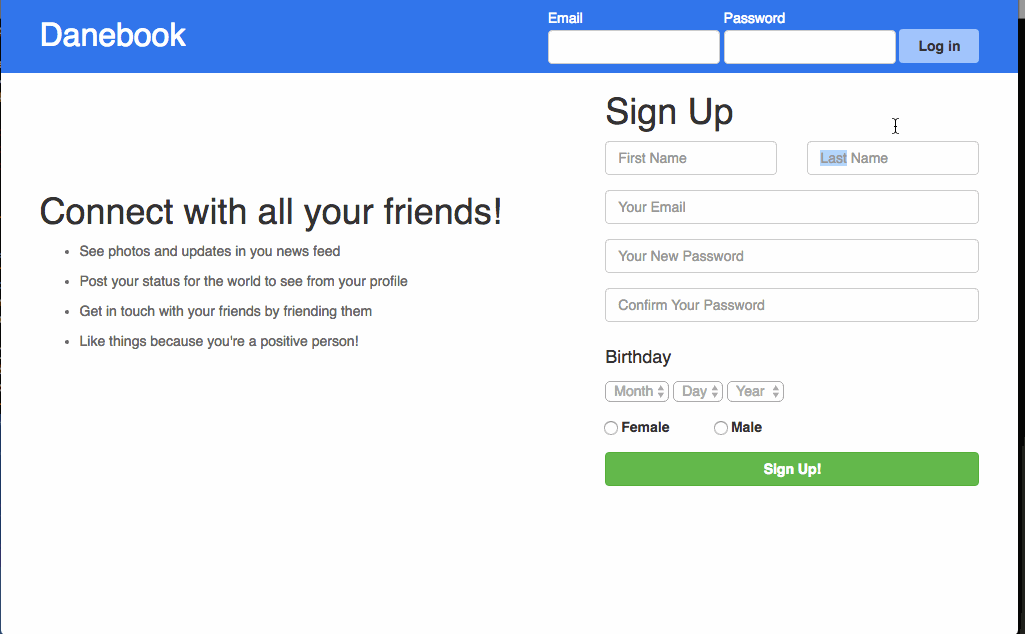 Danebook
Email
Password
Log in
Sign Up
First Name
Last Name
Your Email
Your New Password
Confirm Your Password
Birthday
Month
Day
Year
Female
Male
Sign Up!
Connect with all your friends!
See photos and updates in you news feed
Post your status for the world to see from your profile
Get in touch with your friends by friending them
Like things because you're a positive person!